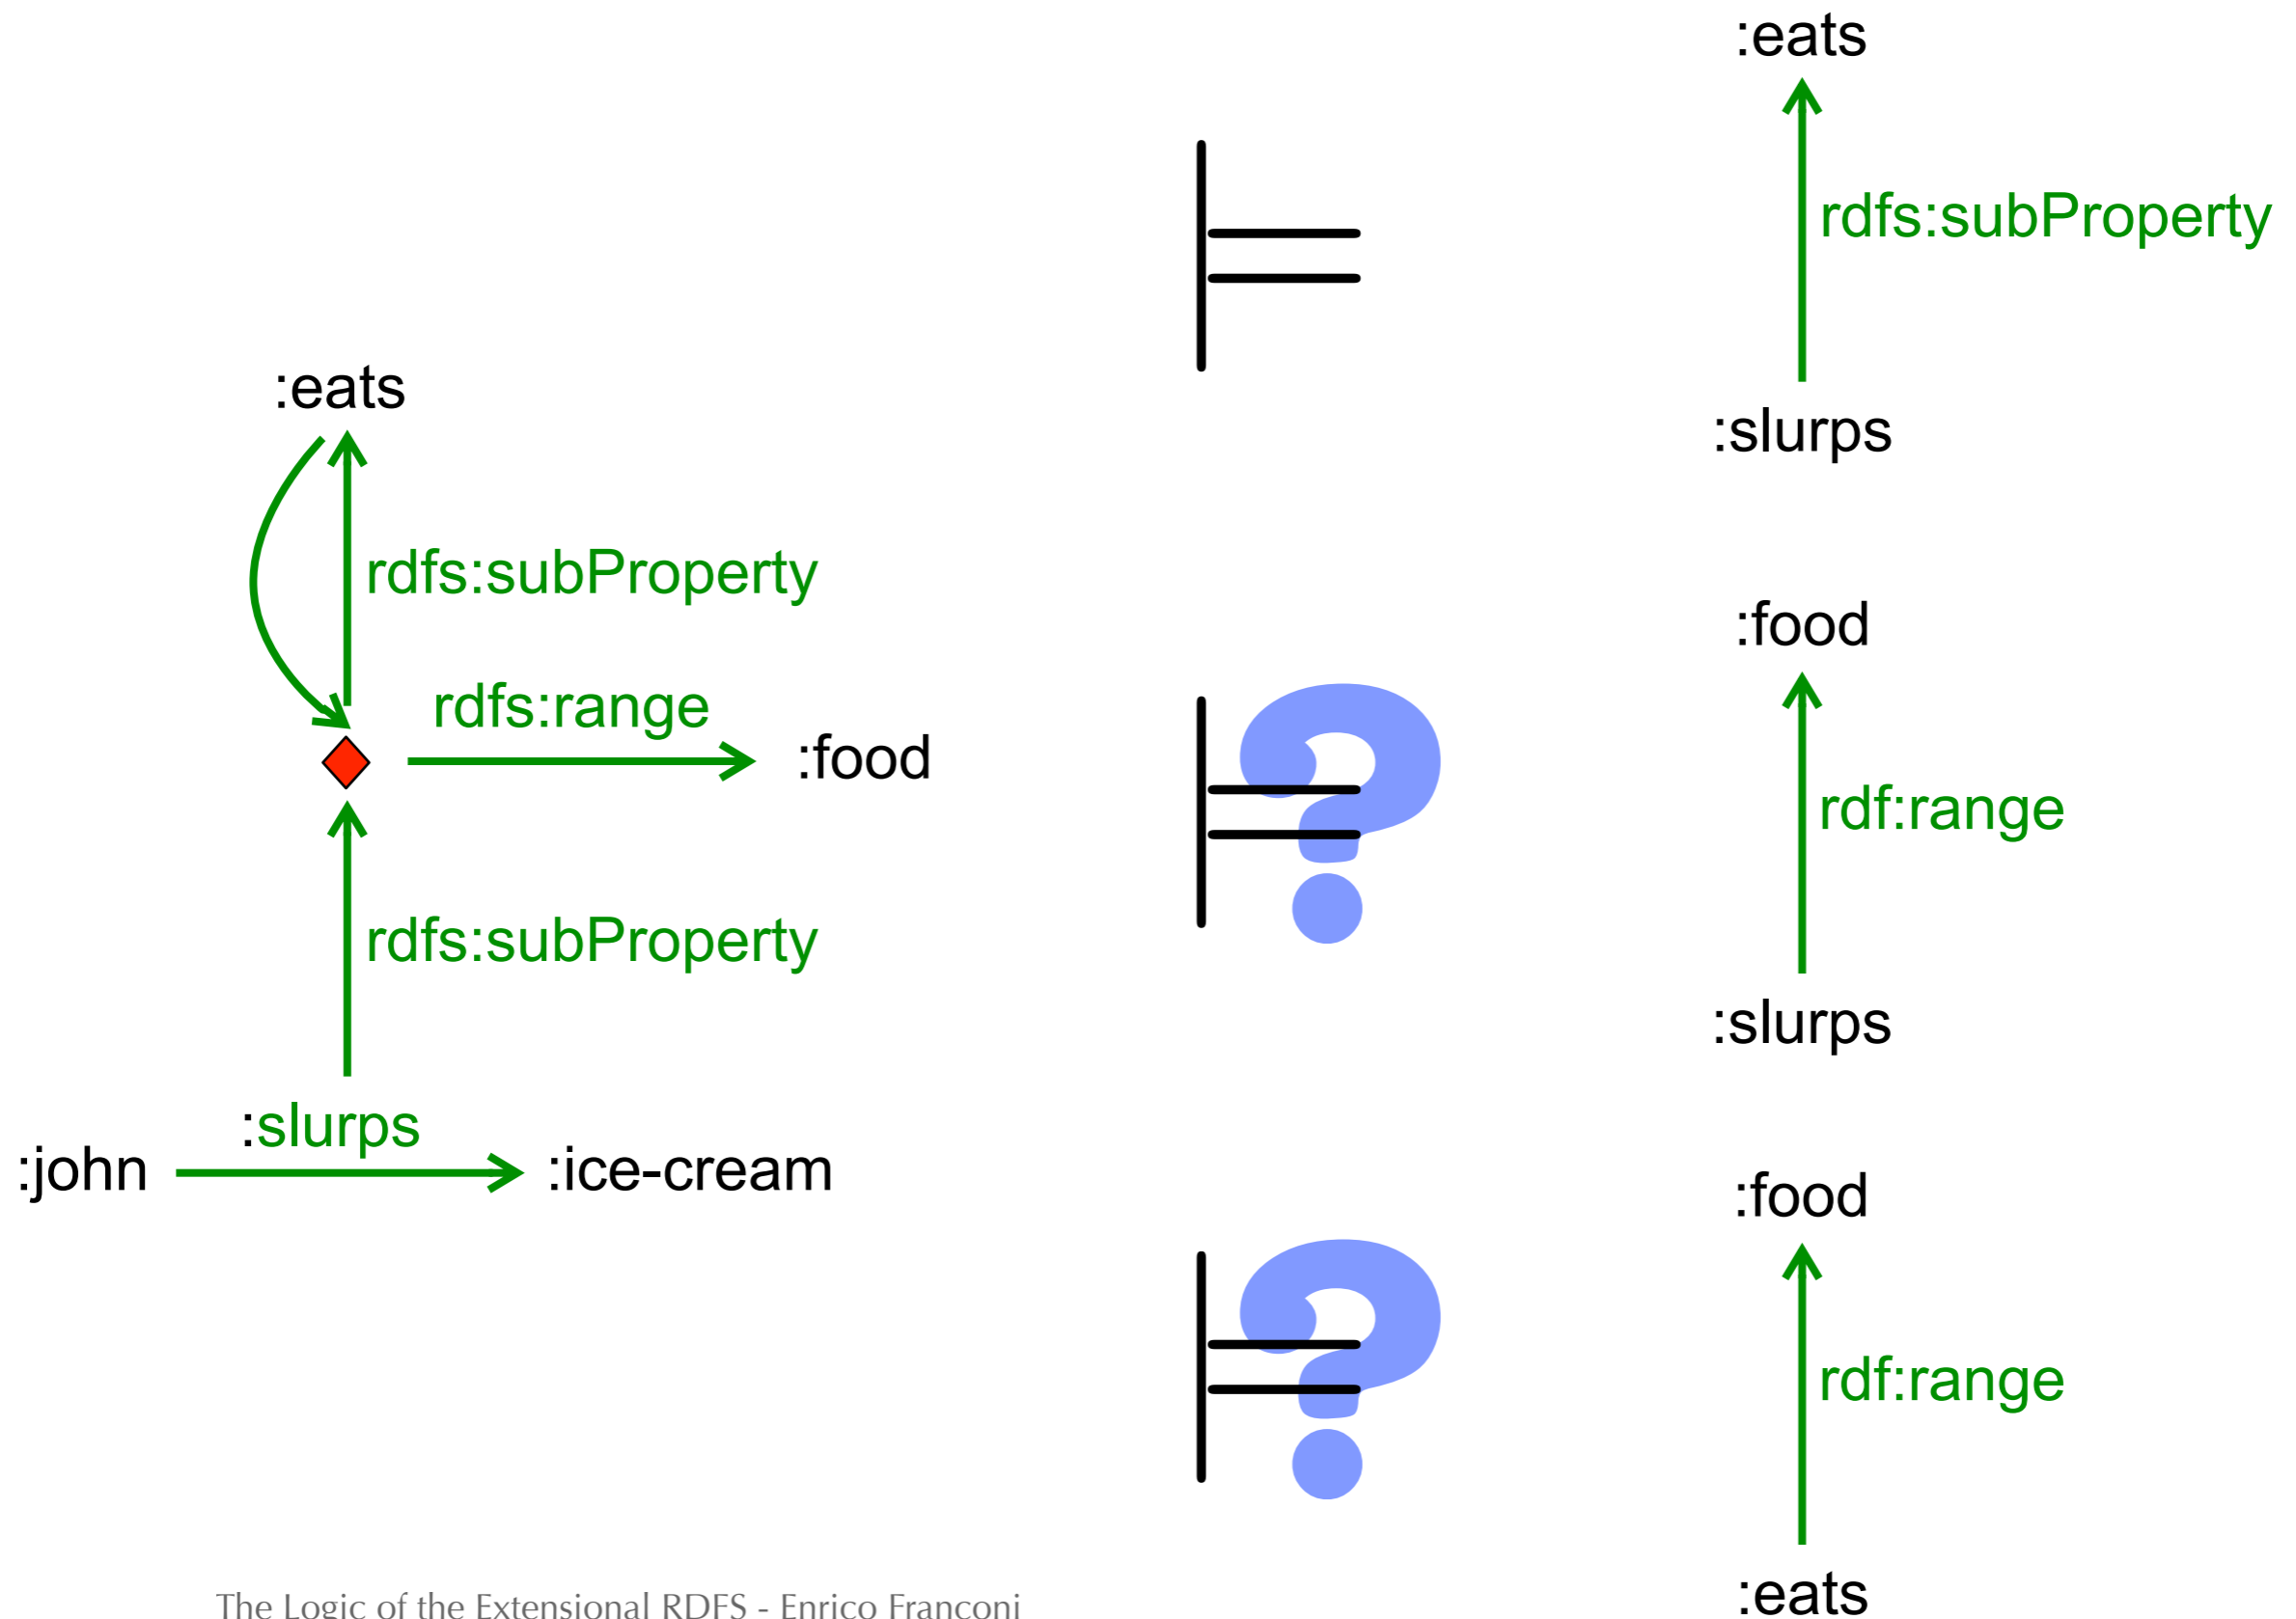 :eats
rdfs:subProperty
:slurps
:eats
rdfs:subProperty
rdfs:range
:food
rdfs:subProperty
:slurps
:john
:ice-cream
:food
rdf:range
:slurps
:food
rdf:range
:eats
The Logic of the Extensional RDFS - Enrico Franconi